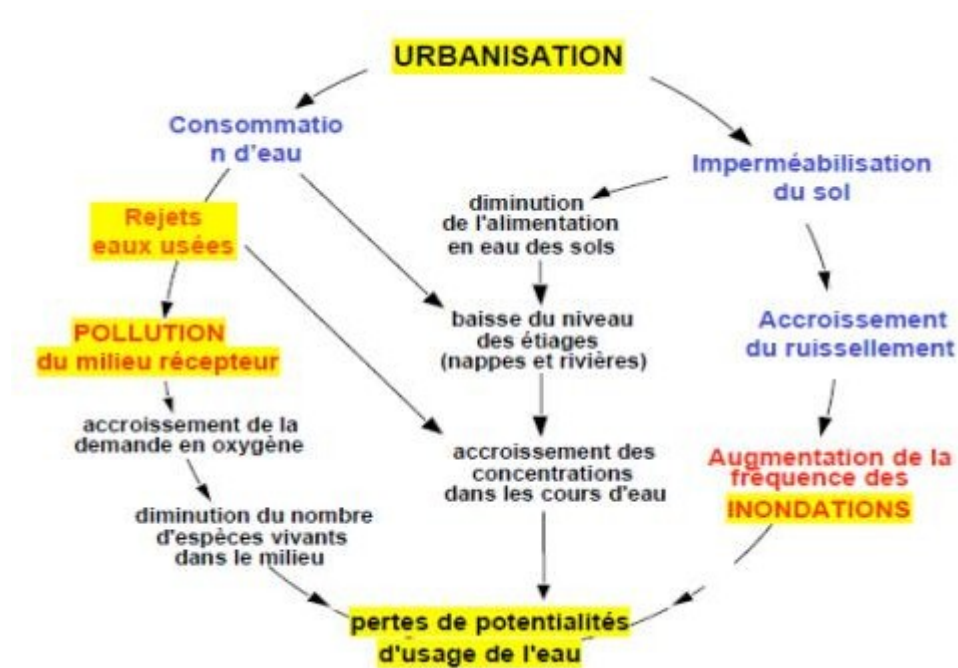 URBANISATION
Consommatio
n d'eau
Imperméabilisation
du sol
diminution
de l'alimentation
en eau des sols
Rejets
eaux usées
baisse du niveau
des étiages
(nappes et rivières)
Accroissement
du ruissellement
POLLUTION
du milieu récepteur
accroissement de la
demande en oxygène
accroissement des
concentrations
dans les cours d'eau
Augmentation de la
fréquence des
INONDATIONS
diminution du nombre
d'espèces vivants
dans le milieu
pertes de potentialités
d'usage de l'eau